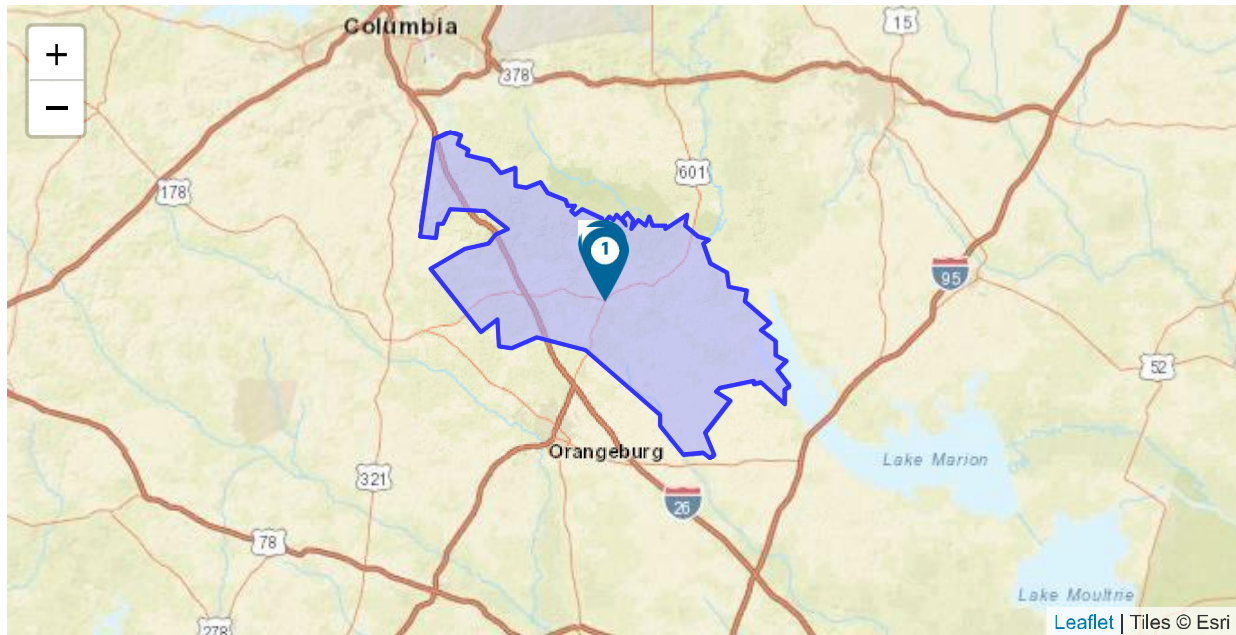 Columbia
15
+
378
−
601
178
1
95
52
Orangeburg
Lake Marion
321
26
78
Lake Moultrie
278
Leaflet | Tiles © Esri